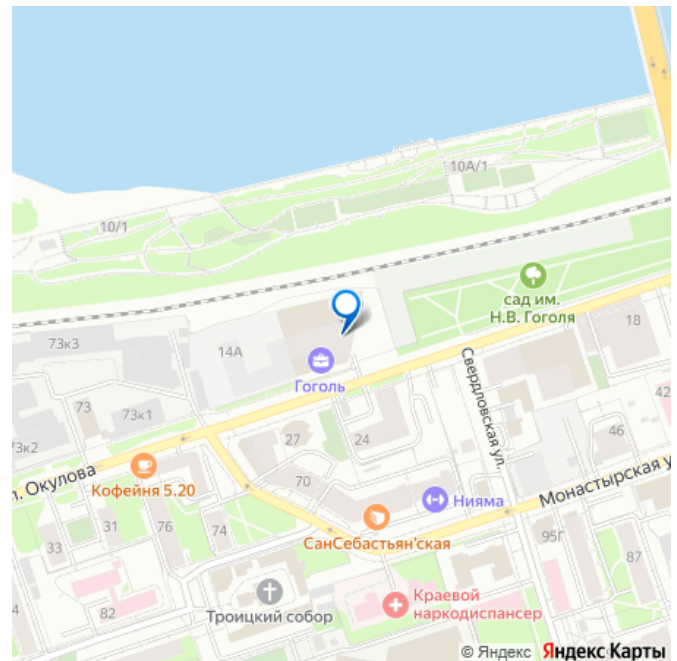 10А/1
10/1
сад им.
Н.В. Гоголя
18
73к3
14А
Гоголь
Свердловская ул.
42
73
73к1
27
24
46
73к2
л. Окулова
Кофейня 5.20
70
Нияма
Монастырская у
31
76
74
СанСебастьян'ская
33
95Г
87
4
82
Троицкий собор
Краевой
наркодиспансер
© Яндекс Яндекс Карты